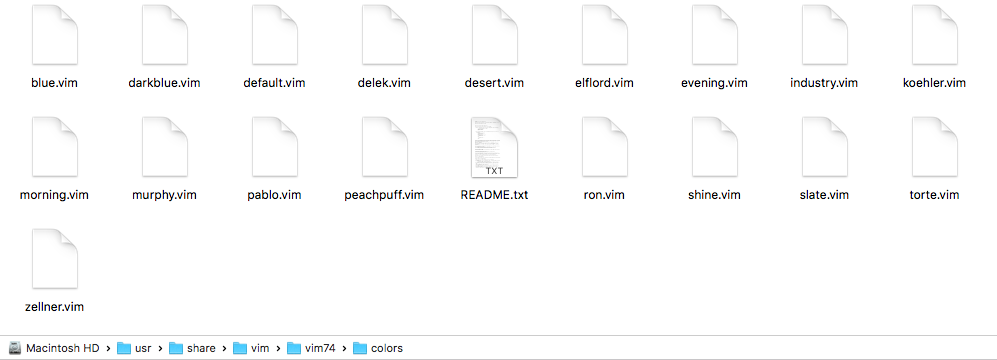 blue.vim darkblue.vim default.vim delek.vim desert.vim elflord.vim evening.vim industry.vim koehler.vim
TXT
morning.vim murphy.vim pablo.vim peachpuff.vim README.txt ron.vim shine.vim slate.vim torte.vim
zellner.vim
Macintosh HD › usr › share › vim › vim74 › colors